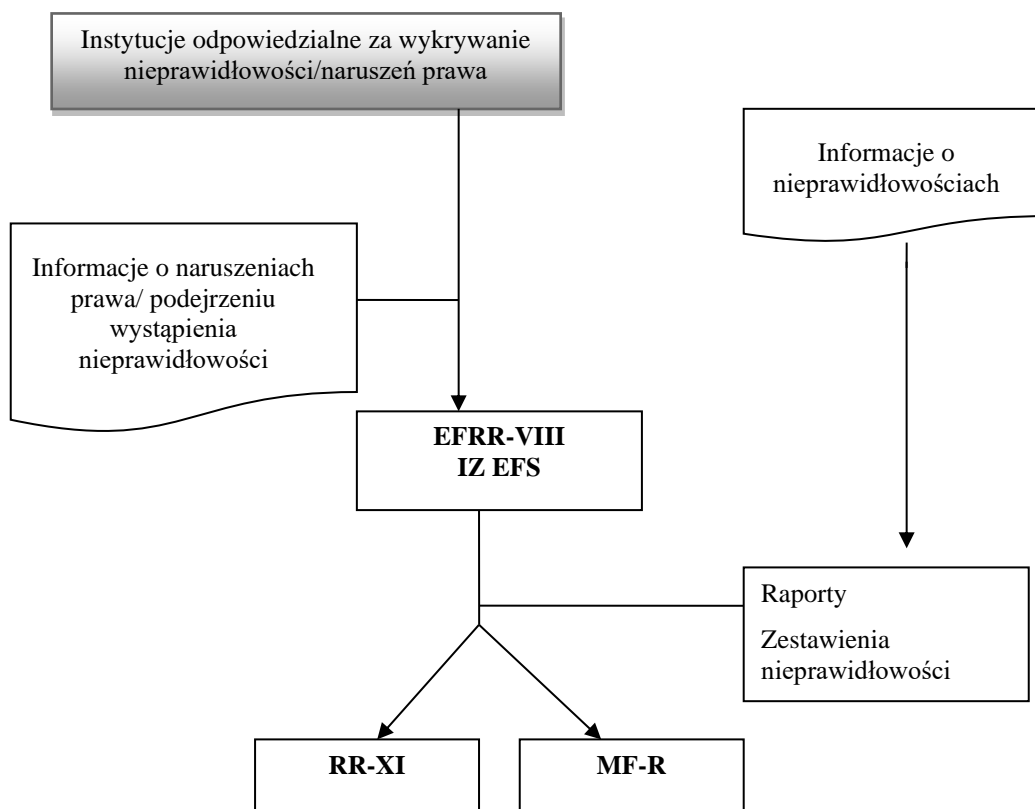 Instytucje odpowiedzialne za wykrywanie
nieprawidłowości/naruszeń prawa
Informacje o
nieprawidłowościach
Informacje o naruszeniach
prawa/ podejrzeniu
wystąpienia
nieprawidłowości
EFRR-VIII
IZ EFS
Raporty
Zestawienia
nieprawidłowości
RR-XI
MF-R